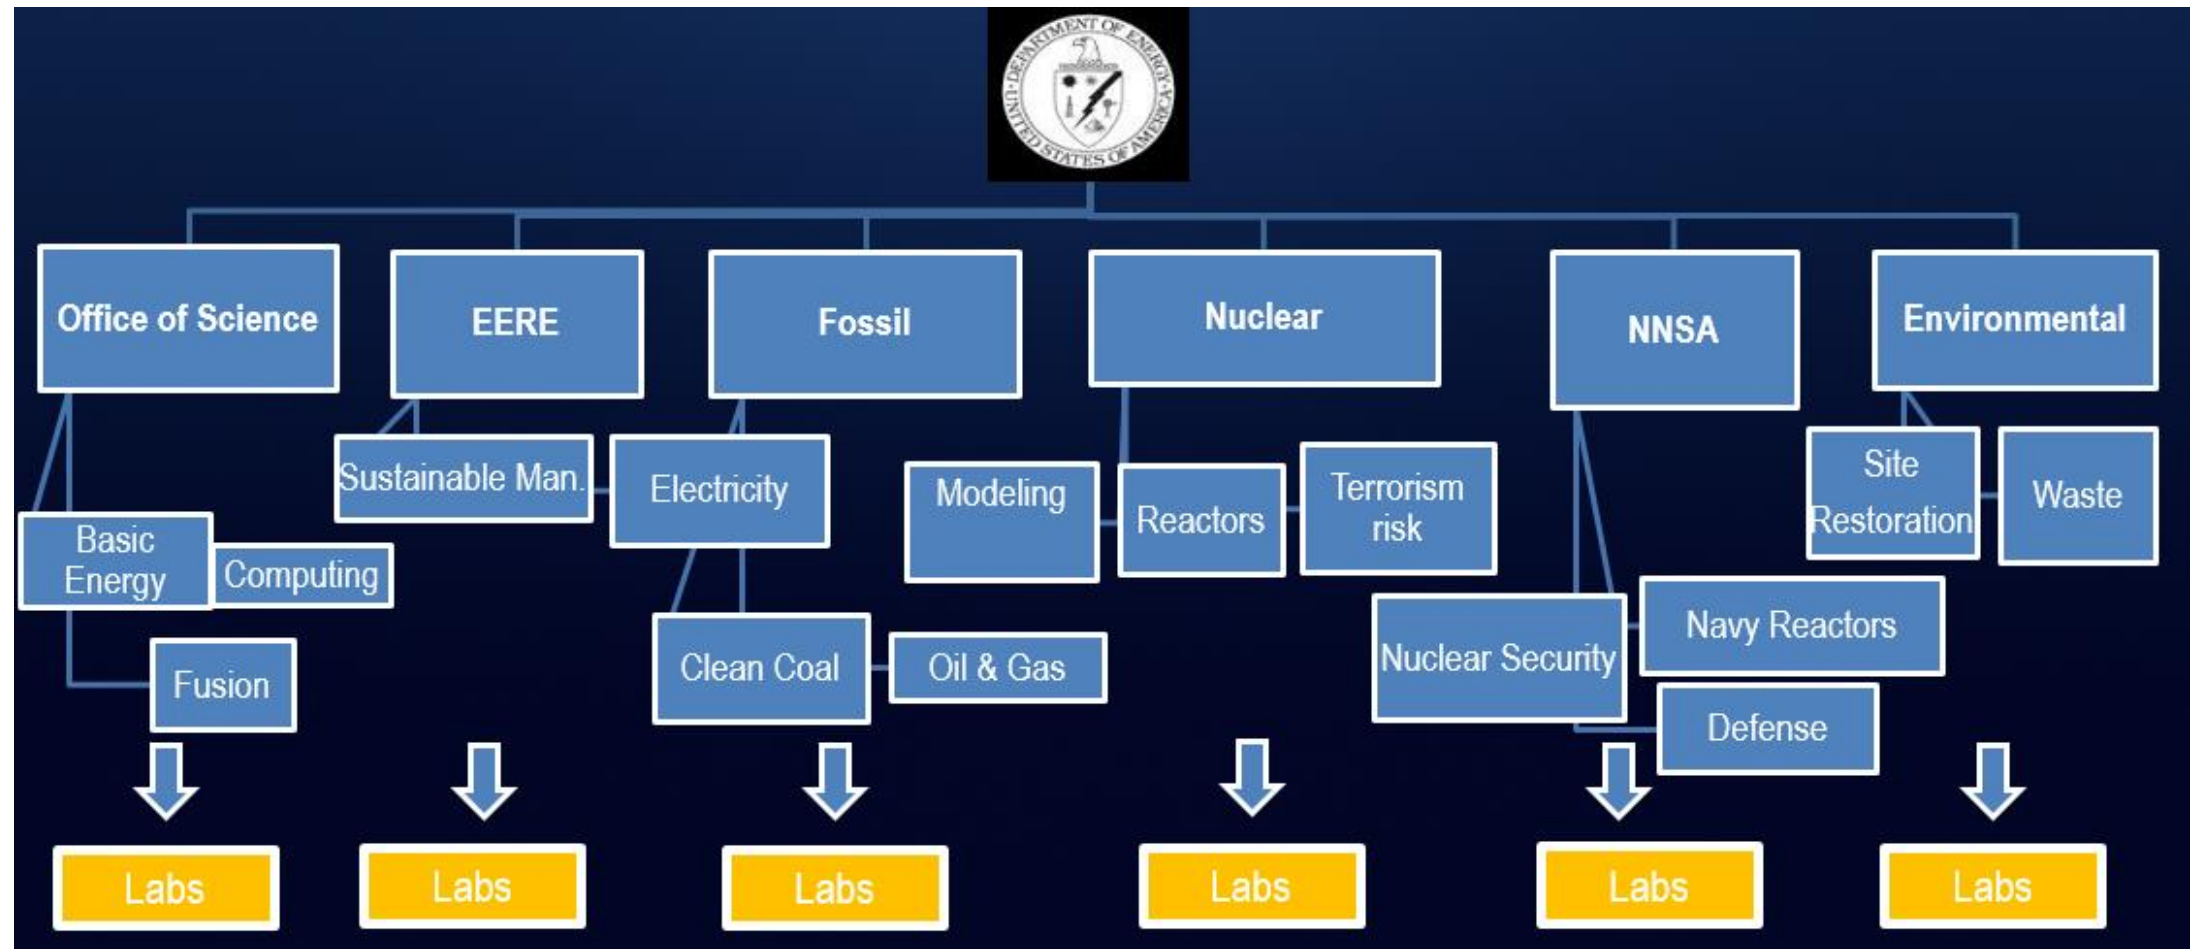 DEPARTMENT OF ENERGY
UNITED STATES OF AMERICA
Office of Science
EERE
Fossil
Nuclear
NNSA
Environmental
Sustainable Man.
Electricity
Modeling
Reactors
Terrorism
risk
Site
Restoration
Waste
Basic
Energy
Computing
Fusion
Clean Coal
Oil & Gas
Nuclear Security
Navy Reactors
Defense
Labs
Labs
Labs
Labs
Labs
Labs